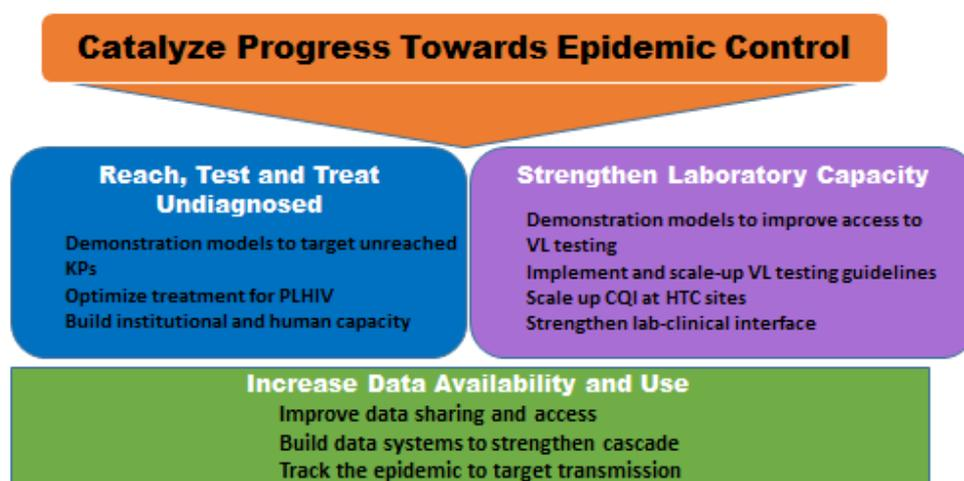 Catalyze Progress Towards Epidemic Control
Reach, Test and Treat
Undiagnosed
Demonstration models to target unreached
KPs
Optimize treatment for PLHIV
Build institutional and human capacity
Strengthen Laboratory Capacity
Demonstration models to improve access to
VL testing
Implement and scale-up VL testing guidelines
Scale up CQI at HTC sites
Strengthen lab-clinical interface
Increase Data Availability and Use
Improve data sharing and access
Build data systems to strengthen cascade
Track the epidemic to target transmission